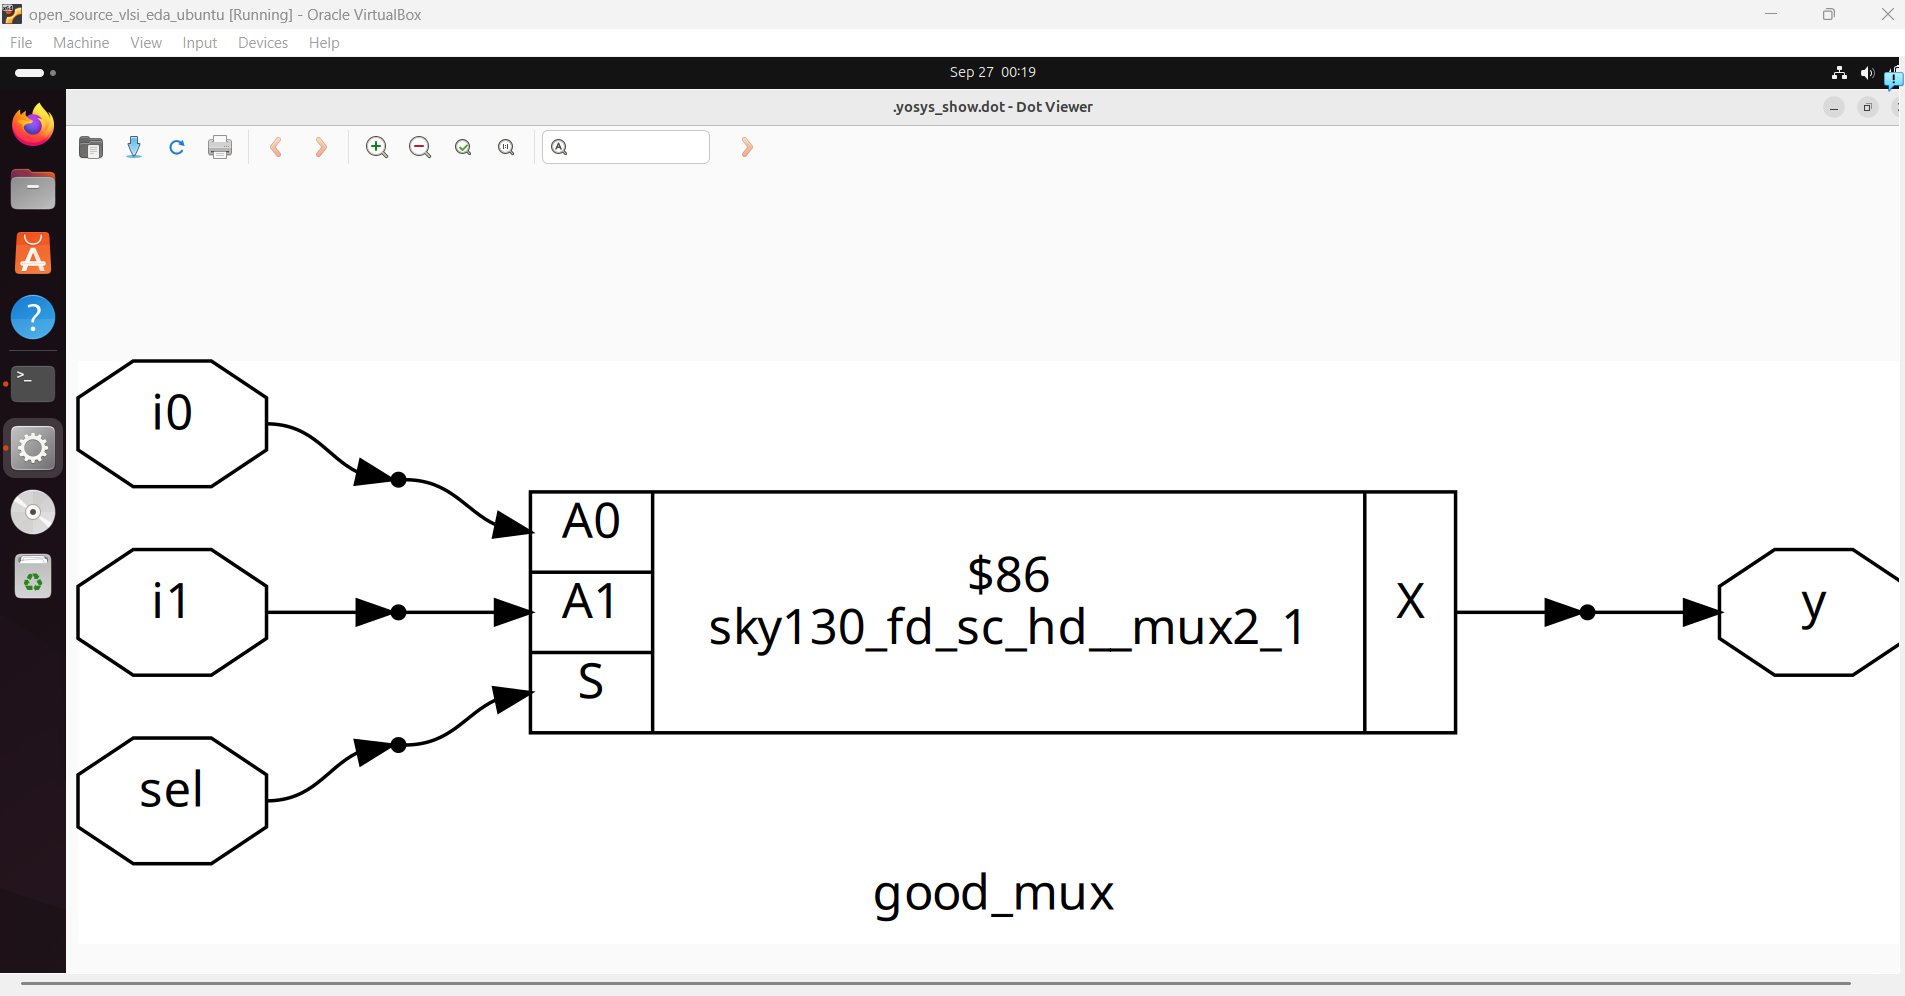 open_source_vlsi_eda_ubuntu [Running] - Oracle VirtualBox
File Machine View Input Devices Help
Sep 27 00:19
.yosys_show.dot - Dot Viewer
i0
i1
sel
A0
A1
S
$86
sky130_fd_sc_hd__mux2_1
X
y
good_mux